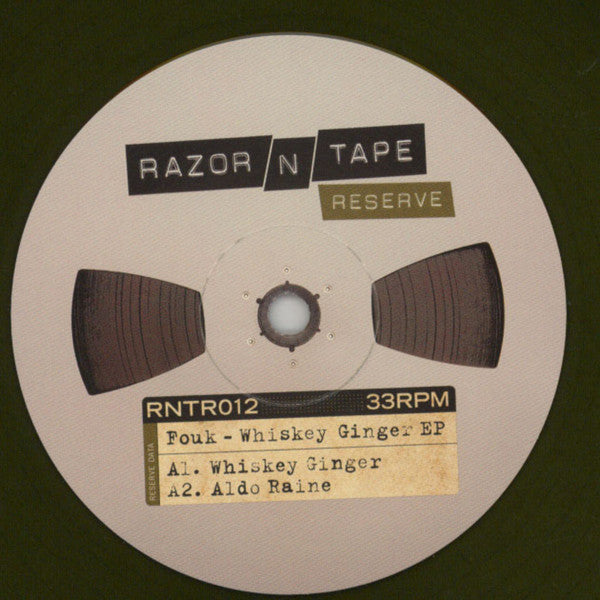 RAZOR N TAPE
RESERVE
RNTR012 33RPM
RESERVE DATA
Fouk - Whiskey Ginger EP
A1. Whiskey Ginger
A2. Aldo Raine